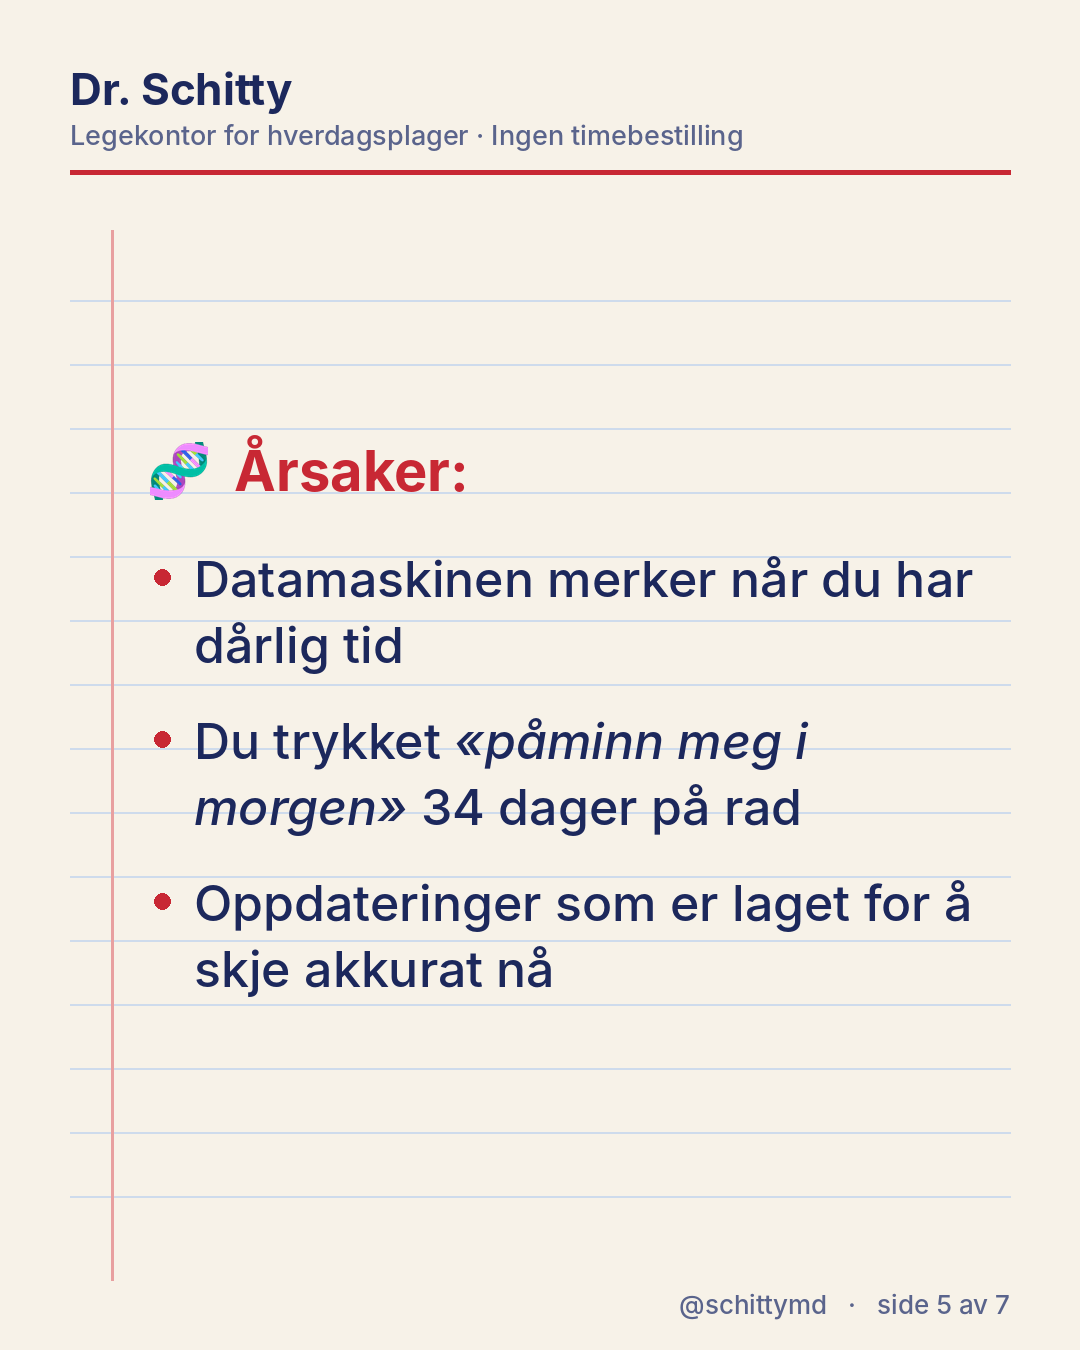 Dr. Schitty
Legekontor for hverdagsplager · Ingen timebestilling
🧬 Årsaker:
• Datamaskinen merker når du har
dårlig tid
• Du trykket «påminn meg i
morgen» 34 dager på rad
• Oppdateringer som er laget for å
skje akkurat nå
@schittymd · side 5 av 7